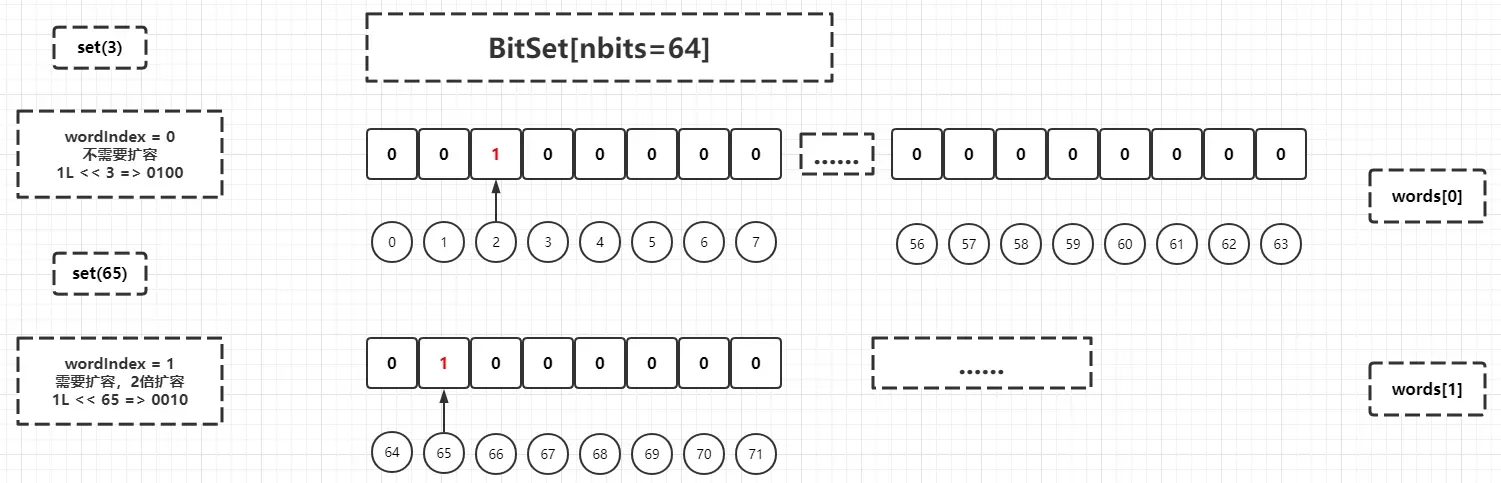 set(3)
BitSet[nbits=64]
wordIndex = 0
不需要扩容
1L << 3 => 0100
0 0 1 0 0 0 0 0 ...... 0 0 0 0 0 0 0 0
words[0]
0 1 2 3 4 5 6 7 56 57 58 59 60 61 62 63
set(65)
wordIndex = 1
需要扩容，2倍扩容
1L << 65 => 0010
0 1 0 0 0 0 0 0 ......
words[1]
64 65 66 67 68 69 70 71